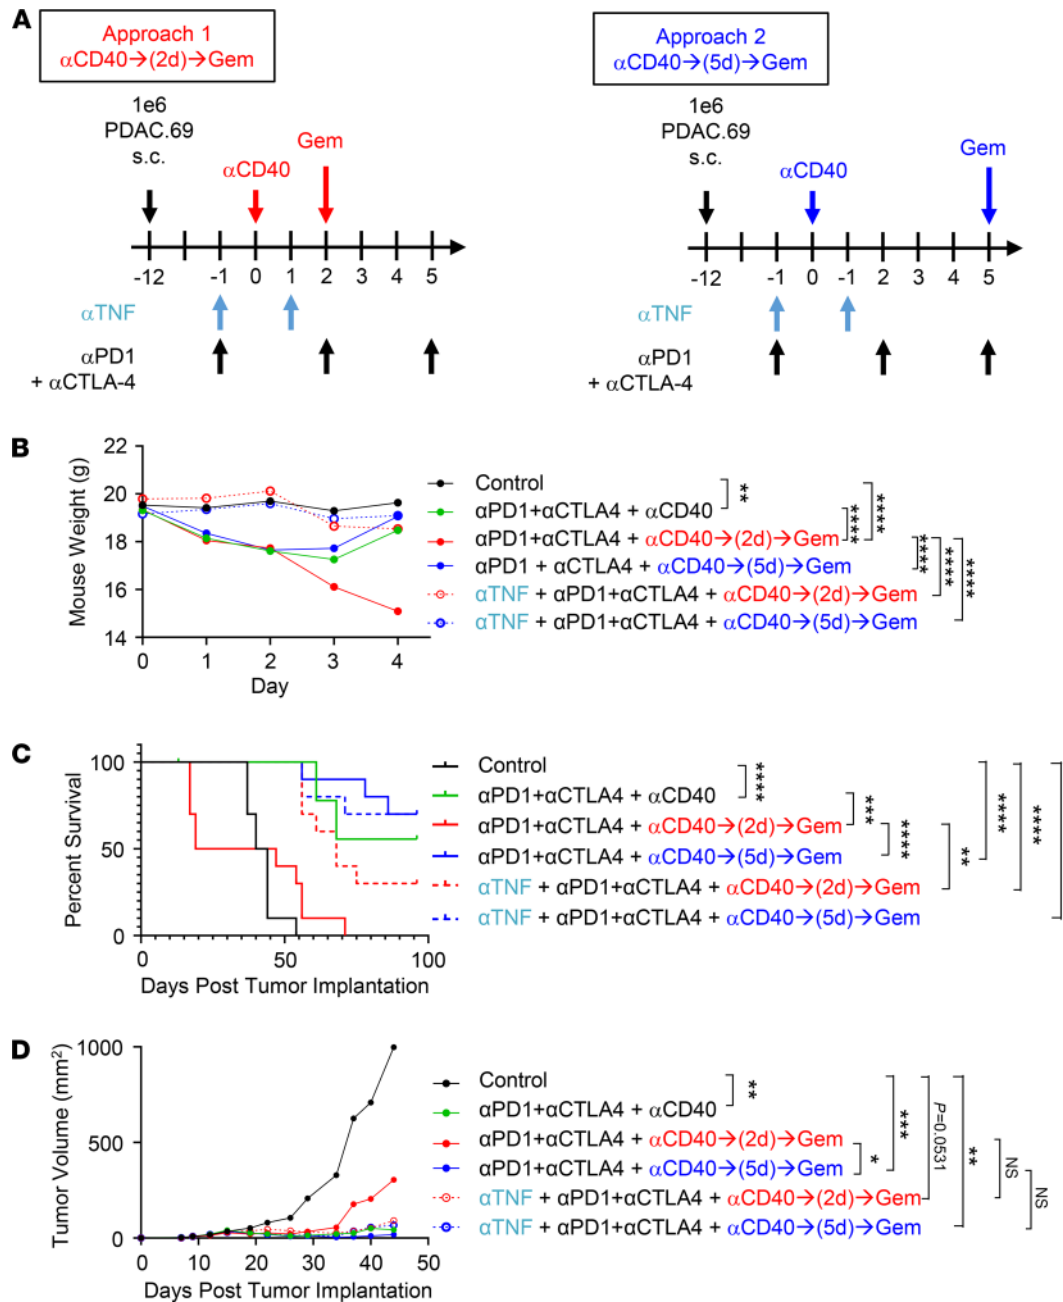 A
Approach 1
αCD40→(2d)→Gem
1e6
PDAC.69
s.c.
αCD40
Gem
-12 -1 0 1 2 5
αTNF
αPD1
+ αCTLA-4
Approach 2
αCD40→(5d)→Gem
1e6
PDAC.69
s.c.
αCD40
Gem
-12 -1 0 -1 2 5
αTNF
αPD1
+ αCTLA-4
B
Mouse Weight (g)
22
20
18
16
14
0 1 2 3 4
Day
Control
αPD1+αCTLA4 + αCD40
αPD1+αCTLA4 + αCD40→(2d)→Gem
αPD1 + αCTLA4 + αCD40→(5d)→Gem
αTNF + αPD1+αCTLA4 + αCD40→(2d)→Gem
αTNF + αPD1+αCTLA4 + αCD40→(5d)→Gem
**
****
****
****
****
****
C
Percent Survival
100
50
0
0 50 100
Days Post Tumor Implantation
Control
αPD1+αCTLA4 + αCD40
αPD1+αCTLA4 + αCD40→(2d)→Gem
αPD1+αCTLA4 + αCD40→(5d)→Gem
αTNF + αPD1+αCTLA4 + αCD40→(2d)→Gem
αTNF + αPD1+αCTLA4 + αCD40→(5d)→Gem
****
***
****
**
****
****
****
D
Tumor Volume (mm²)
1000
500
0
0 10 20 30 40 50
Days Post Tumor Implantation
Control
αPD1+αCTLA4 + αCD40
αPD1+αCTLA4 + αCD40→(2d)→Gem
αPD1+αCTLA4 + αCD40→(5d)→Gem
αTNF + αPD1+αCTLA4 + αCD40→(2d)→Gem
αTNF + αPD1+αCTLA4 + αCD40→(5d)→Gem
**
*
***
P=0.0531
**
NS
NS